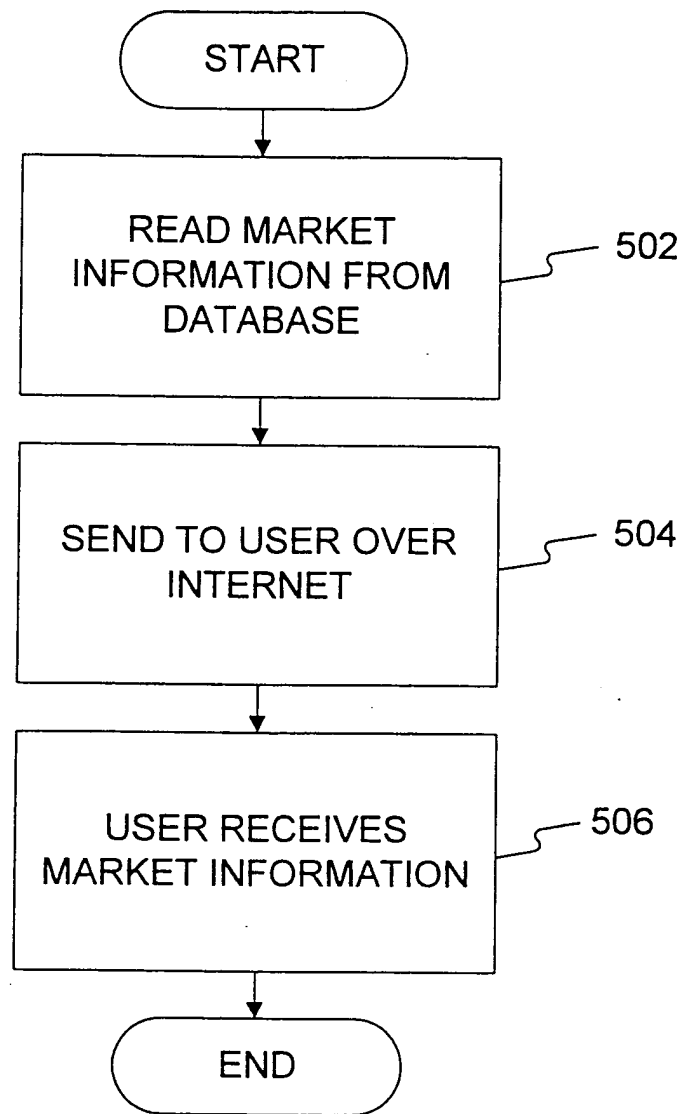 START
READ MARKET
INFORMATION FROM
DATABASE
502
SEND TO USER OVER
INTERNET
504
USER RECEIVES
MARKET INFORMATION
506
END